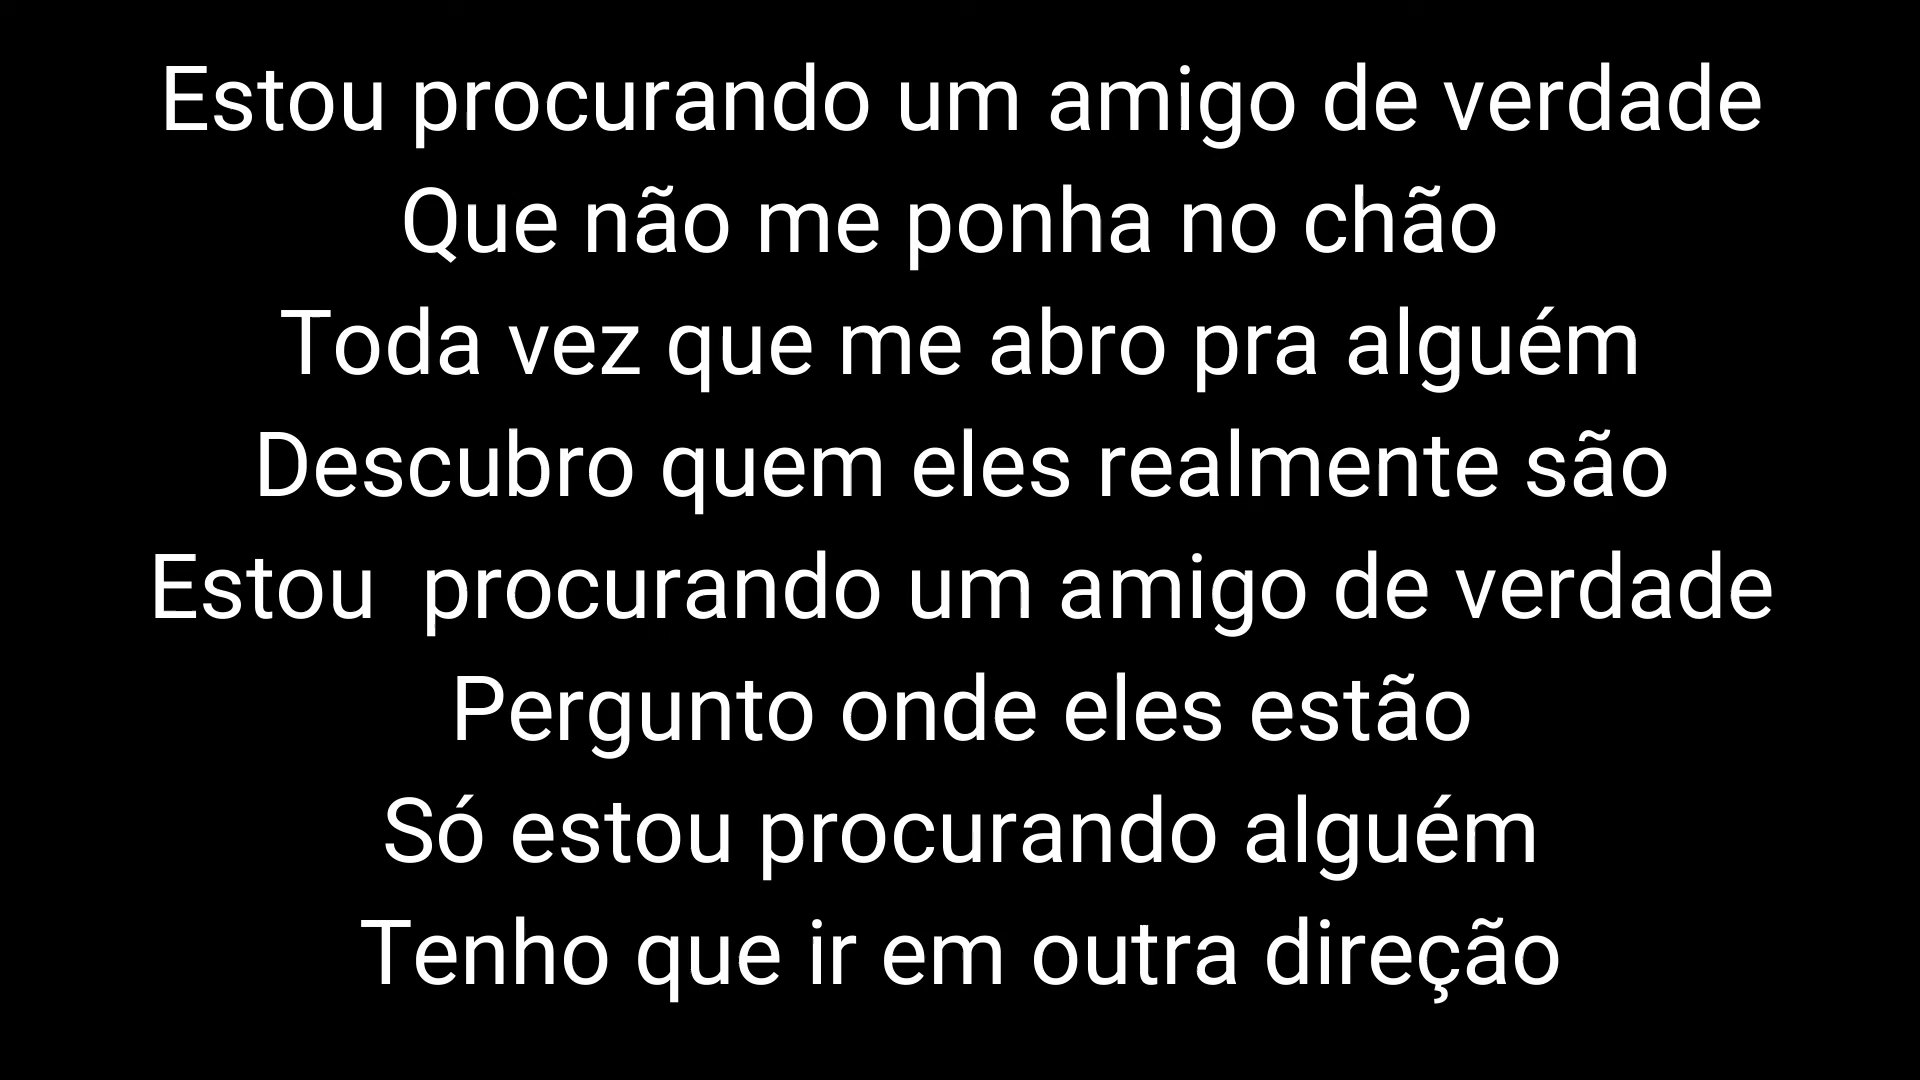 Estou procurando um amigo de verdade
Que não me ponha no chão
Toda vez que me abro pra alguém
Descubro quem eles realmente são
Estou  procurando um amigo de verdade
Pergunto onde eles estão
Só estou procurando alguém
Tenho que ir em outra direção